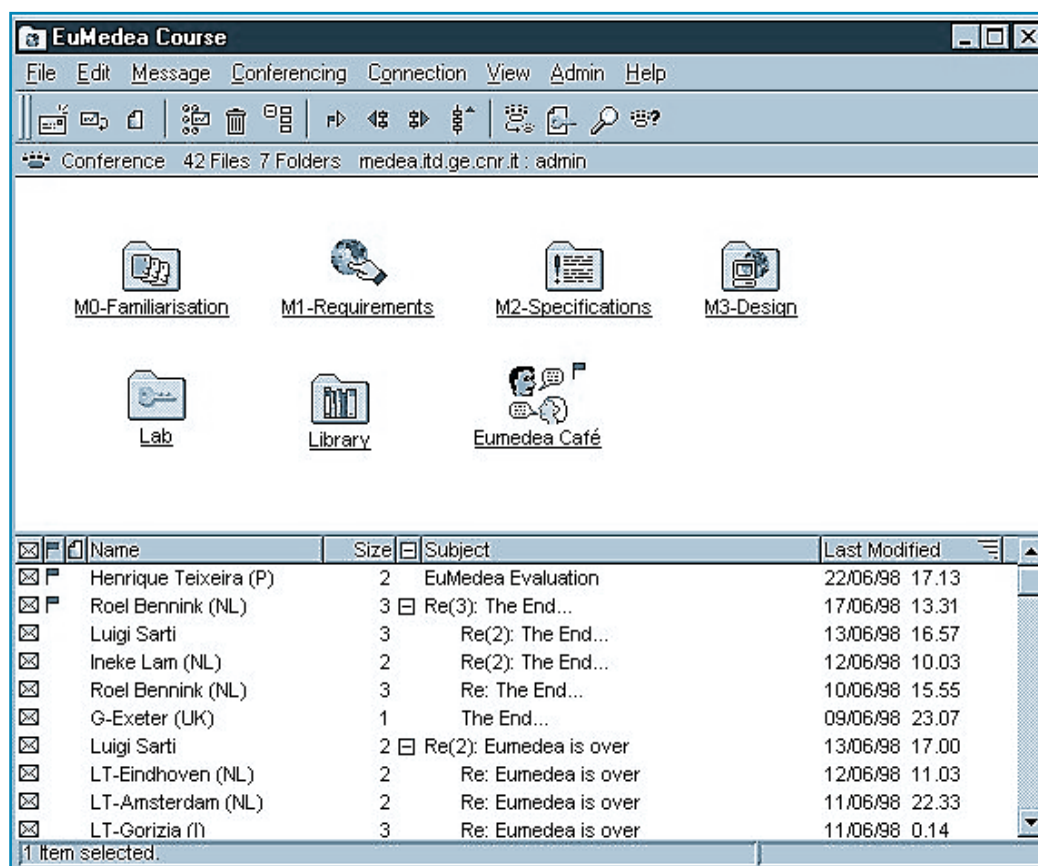 EuMedea Course
File Edit Message Conferencing Connection View Admin Help
Conference 42 Files 7 Folders medea.itd.ge.cnr.it : admin
M0-Familiarisation M1-Requirements M2-Specifications M3-Design
Lab Library Eumedea Café
Name Size Subject Last Modified
Henrique Teixeira (P) 2 EuMedea Evaluation 22/06/98 17.13
Roel Bennink (NL) 3 Re(3): The End... 17/06/98 13.31
Luigi Sarti 3 Re(2): The End... 13/06/98 16.57
Ineke Lam (NL) 2 Re(2): The End... 12/06/98 10.03
Roel Bennink (NL) 3 Re: The End... 10/06/98 15.55
G-Exeter (UK) 1 The End... 09/06/98 23.07
Luigi Sarti 2 Re(2): Eumedea is over 13/06/98 17.00
LT-Eindhoven (NL) 2 Re: Eumedea is over 12/06/98 11.03
LT-Amsterdam (NL) 2 Re: Eumedea is over 11/06/98 22.33
LT-Gorizia (I) 3 Re: Eumedea is over 11/06/98 0.14
1 Item selected.